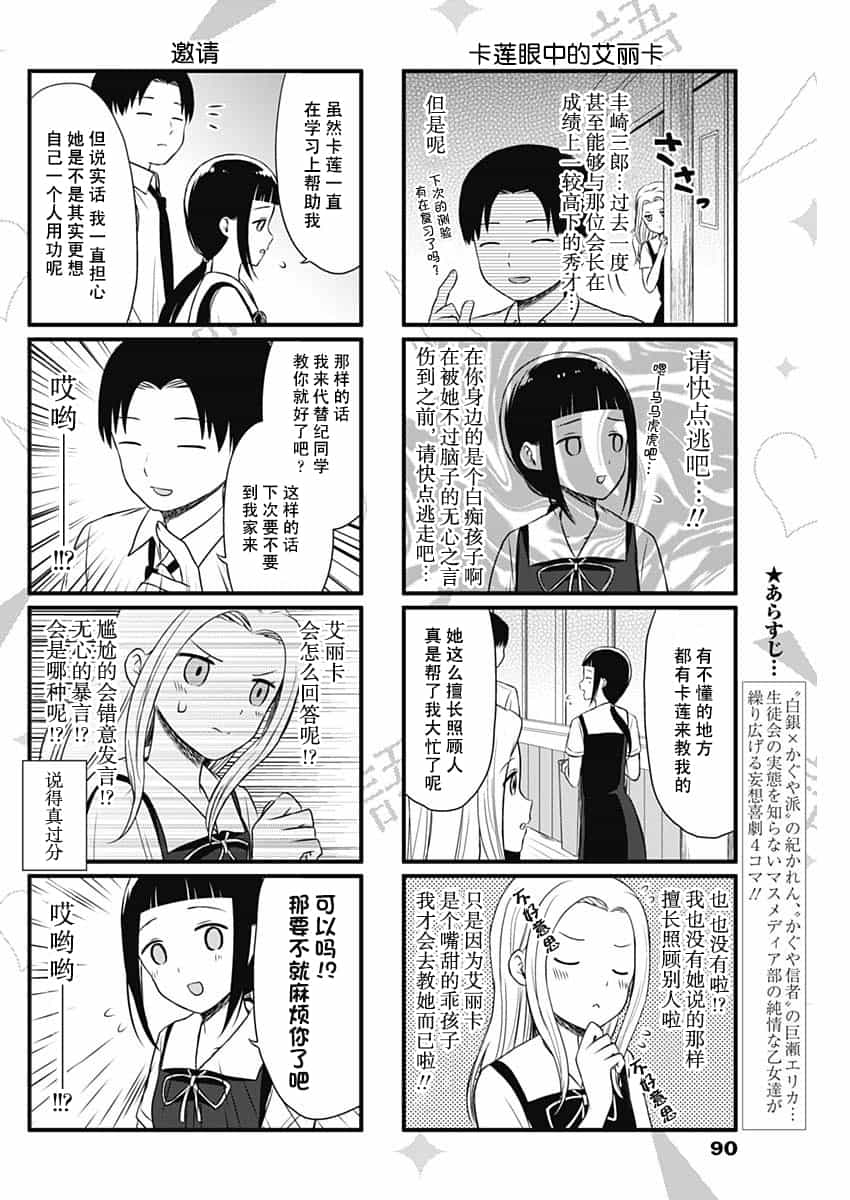 卡莲眼中的艾丽卡
丰崎三郎…过去一度
甚至能够与那位会长在
成绩上一较高下的秀才…
但是呢
下次的测验
有在复习了吗?
さささっ
请快点逃吧…!!
嗯—马马虎虎吧…
在你身边的是个白痴孩子啊
在被她不过脑子的无心之言
伤到之前,请快点逃走吧…
有不懂的地方
都有卡莲来教我的
她这么擅长照顾人
真是帮了我大忙了呢
也也没有啦!?
我也没有她说的那样
擅长照顾别人啦
不好意思
不好意思
只是因为艾丽卡
是个嘴甜的乖孩子
我才会去教她而已啦!!
邀请
虽然卡莲一直
在学习上帮助我
但说实话 我一直担心
她是不是其实更想
自己一个人用功呢
那样的话
我来代替纪同学
教你就好了吧?
这样的话
下次要不要
到我家来
哎哟——!!?
艾丽卡
会怎么回答呢!?
尴尬的会错意发言!?
无心的暴言!?
会是哪种呢!?
说得真过分
可以吗!?
那要不就麻烦你了吧
哎哟哟——!!?
★あらすじ…
“白銀×かぐや派”の紀かれん、“かぐや信者”の巨瀬エリカ…
生徒会の実態を知らないマスメディア部の純情な乙女達が
繰り広げる妄想喜劇4コマ!!
90
語
語
語